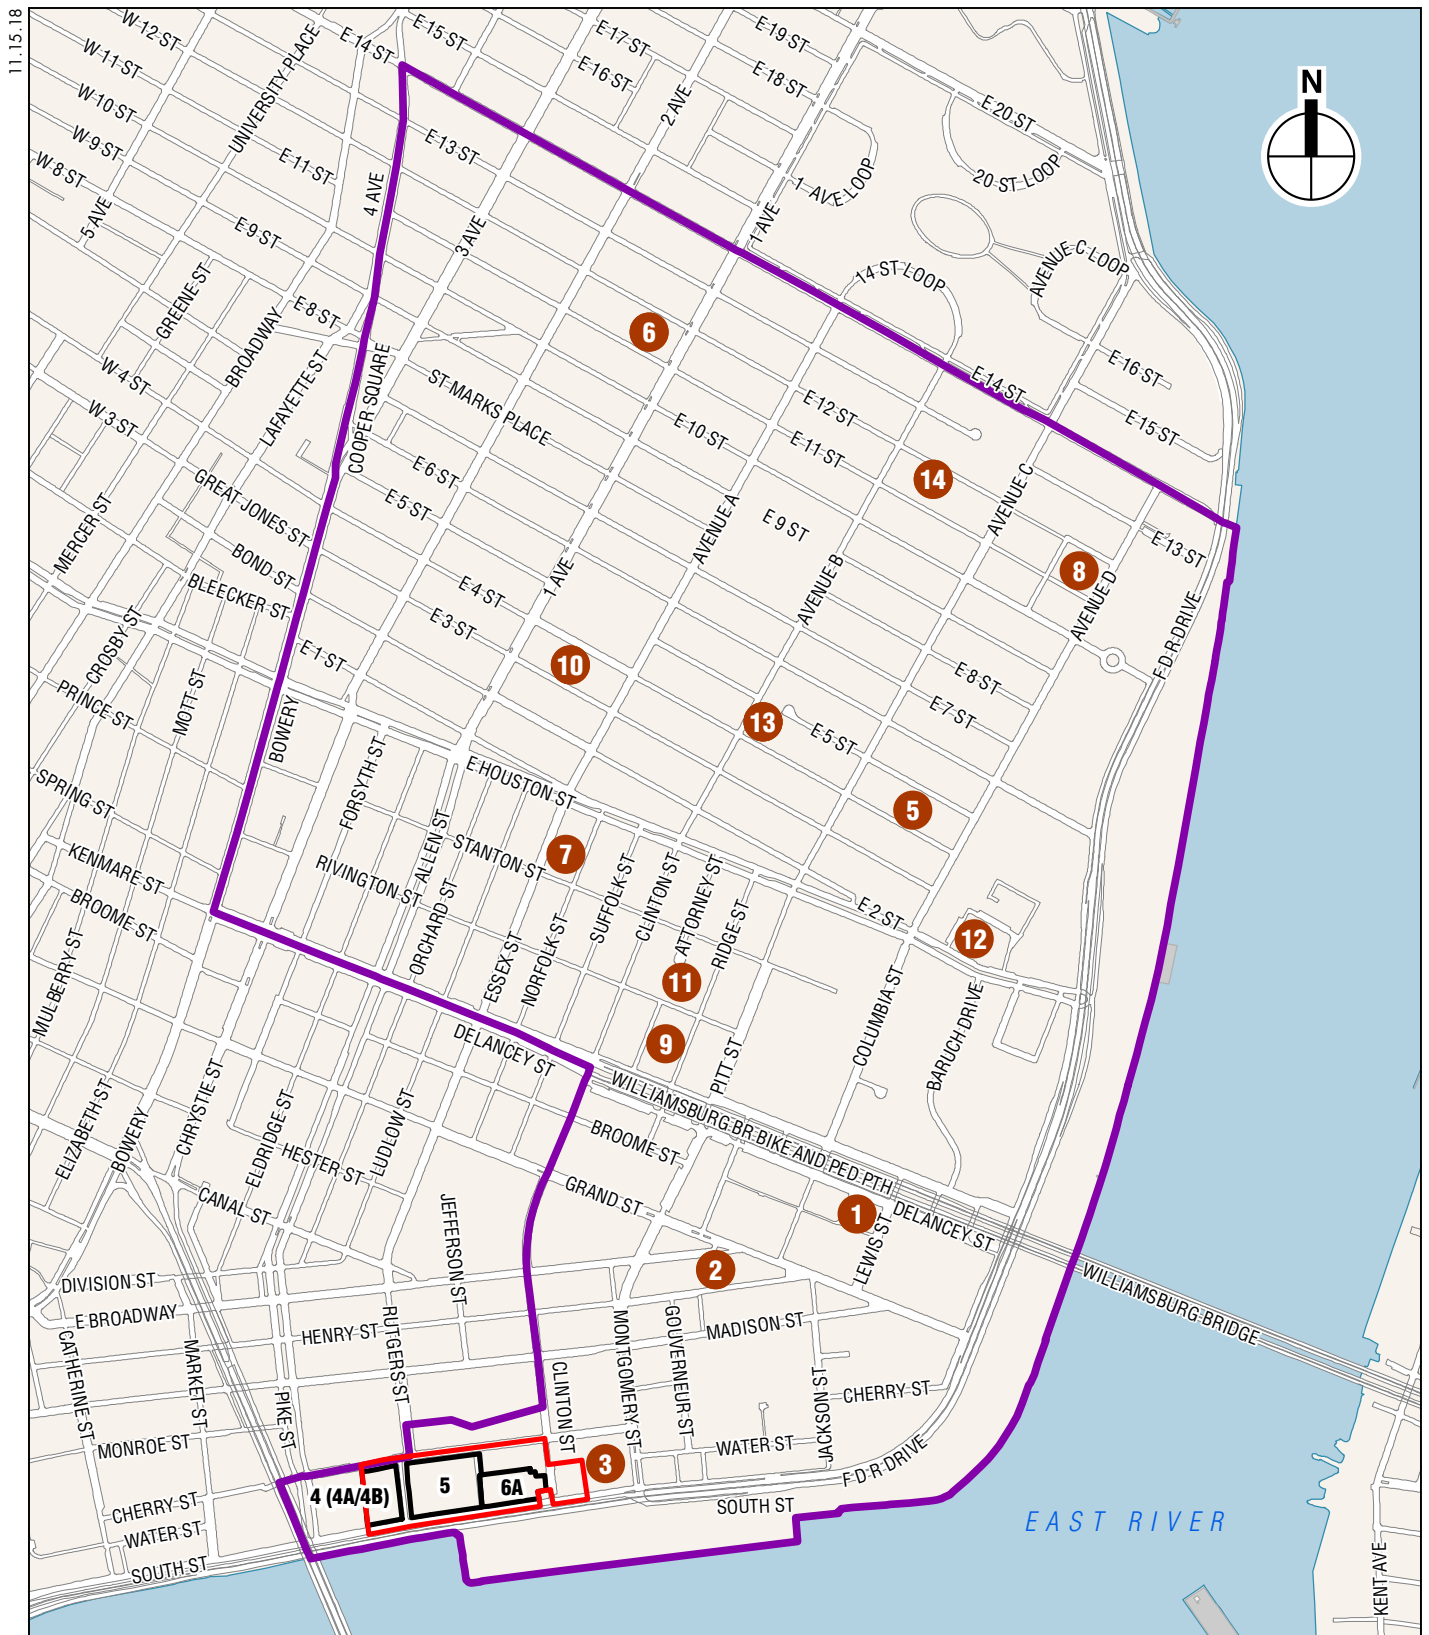 11.15.18
N
W 12 ST
W 11 ST
W 10 ST
W 9 ST
W 8 ST
UNIVERSITY PLACE
E 14 ST
E 15 ST
E 17 ST
E 16 ST
E 19 ST
E 18 ST
2 AVE
E 20 ST
20 ST LOOP
1 AVE LOOP
E 13 ST
E 11 ST
4 AVE
3 AVE
1 AVE
5 AVE
E 9 ST
14 ST LOOP
AVENUE C LOOP
GREENE ST
E 8 ST
BROADWAY
LAFAYETTE ST
COOPER SQUARE
6
W 4 ST
W 3 ST
ST MARKS PLACE
E 14 ST
E 16 ST
E 15 ST
E 12 ST
E 10 ST
E 11 ST
E 6 ST
E 5 ST
14
GREAT JONES ST
MERCER ST
BOND ST
BLEECKER ST
AVENUE A
E 9 ST
AVENUE C
E 13 ST
8
AVENUE B
AVENUE D
1 AVE
E 4 ST
E 3 ST
F D R DRIVE
CROSBY ST
E 1 ST
10
E 8 ST
E 7 ST
PRINCE ST
MOTT ST
BOWERY
13
E 5 ST
SPRING ST
FORSYTH ST
E HOUSTON ST
5
KENMARE ST
BROOME ST
ALLEN ST
STANTON ST
RIVINGTON ST
7
SUFFOLK ST
CLINTON ST
ATTORNEY ST
RIDGE ST
E 2 ST
12
MULBERRY ST
ORCHARD ST
ESSEX ST
NORFOLK ST
11
COLUMBIA ST
BARUCH DRIVE
DELANCEY ST
9
PITT ST
ELIZABETH ST
BOWERY
CHRYSTIE ST
ELDRIDGE ST
LUDLOW ST
HESTER ST
WILLIAMSBURG BR BIKE AND PED PTH
BROOME ST
CANAL ST
GRAND ST
JEFFERSON ST
1
LEWIS ST
DELANCEY ST
2
DIVISION ST
E BROADWAY
HENRY ST
RUTGERS ST
WILLIAMSBURG BRIDGE
MADISON ST
MONTGOMERY ST
GOUVERNEUR ST
CATHERINE ST
MARKET ST
PIKE ST
CLINTON ST
JACKSON ST
CHERRY ST
MONROE ST
WATER ST
3
F D R DRIVE
4 (4A/4B)
5
6A
CHERRY ST
WATER ST
SOUTH ST
SOUTH ST
EAST RIVER
KENT AVE